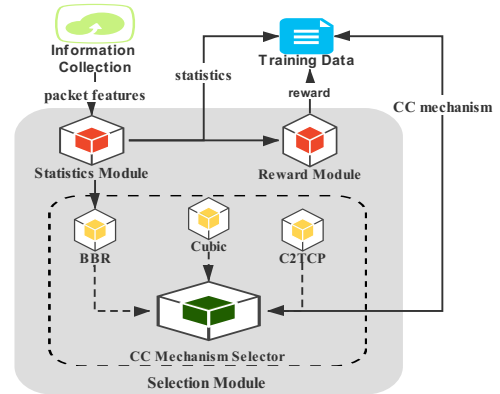 Information
Collection
Training Data
statistics
packet features
reward
CC mechanism
Statistics Module
Reward Module
BBR
Cubic
C2TCP
CC Mechanism Selector
Selection Module